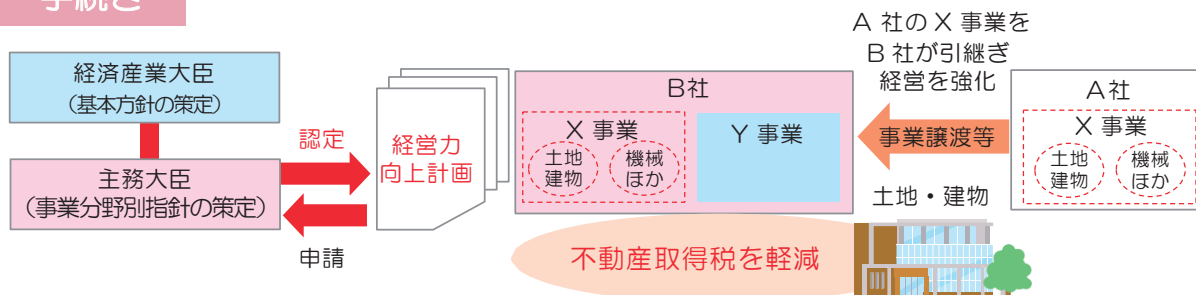 手続き
経済産業大臣
（基本方針の策定）
主務大臣
（事業分野別指針の策定）
認定
申請
経営力
向上計画
B社
X 事業
土地
建物
機械
ほか
Y 事業
不動産取得税を軽減
A 社の X 事業を
B 社が引継ぎ
経営を強化
事業譲渡等
土地・建物
A社
X 事業
土地
建物
機械
ほか